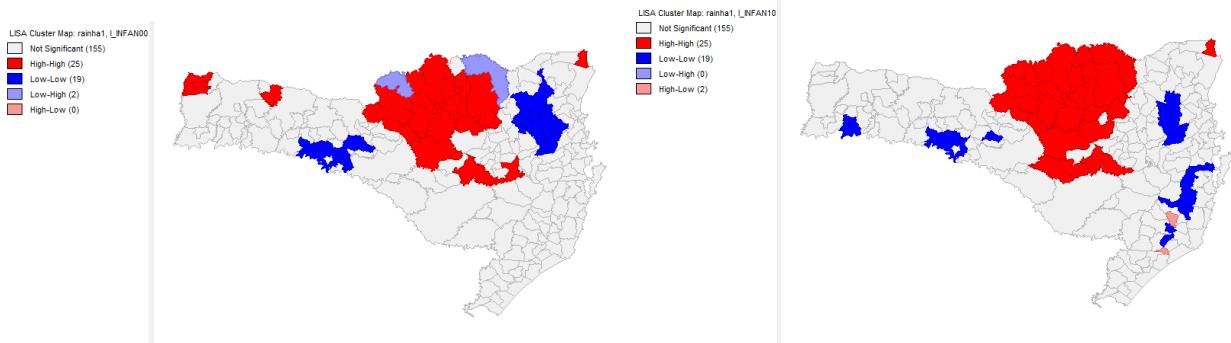 LISA Cluster Map: rainha1, I_INFAN00
Not Significant (155)
High-High (25)
Low-Low (19)
Low-High (2)
High-Low (0)
LISA Cluster Map: rainha1, I_INFAN10
Not Significant (155)
High-High (25)
Low-Low (19)
Low-High (0)
High-Low (2)